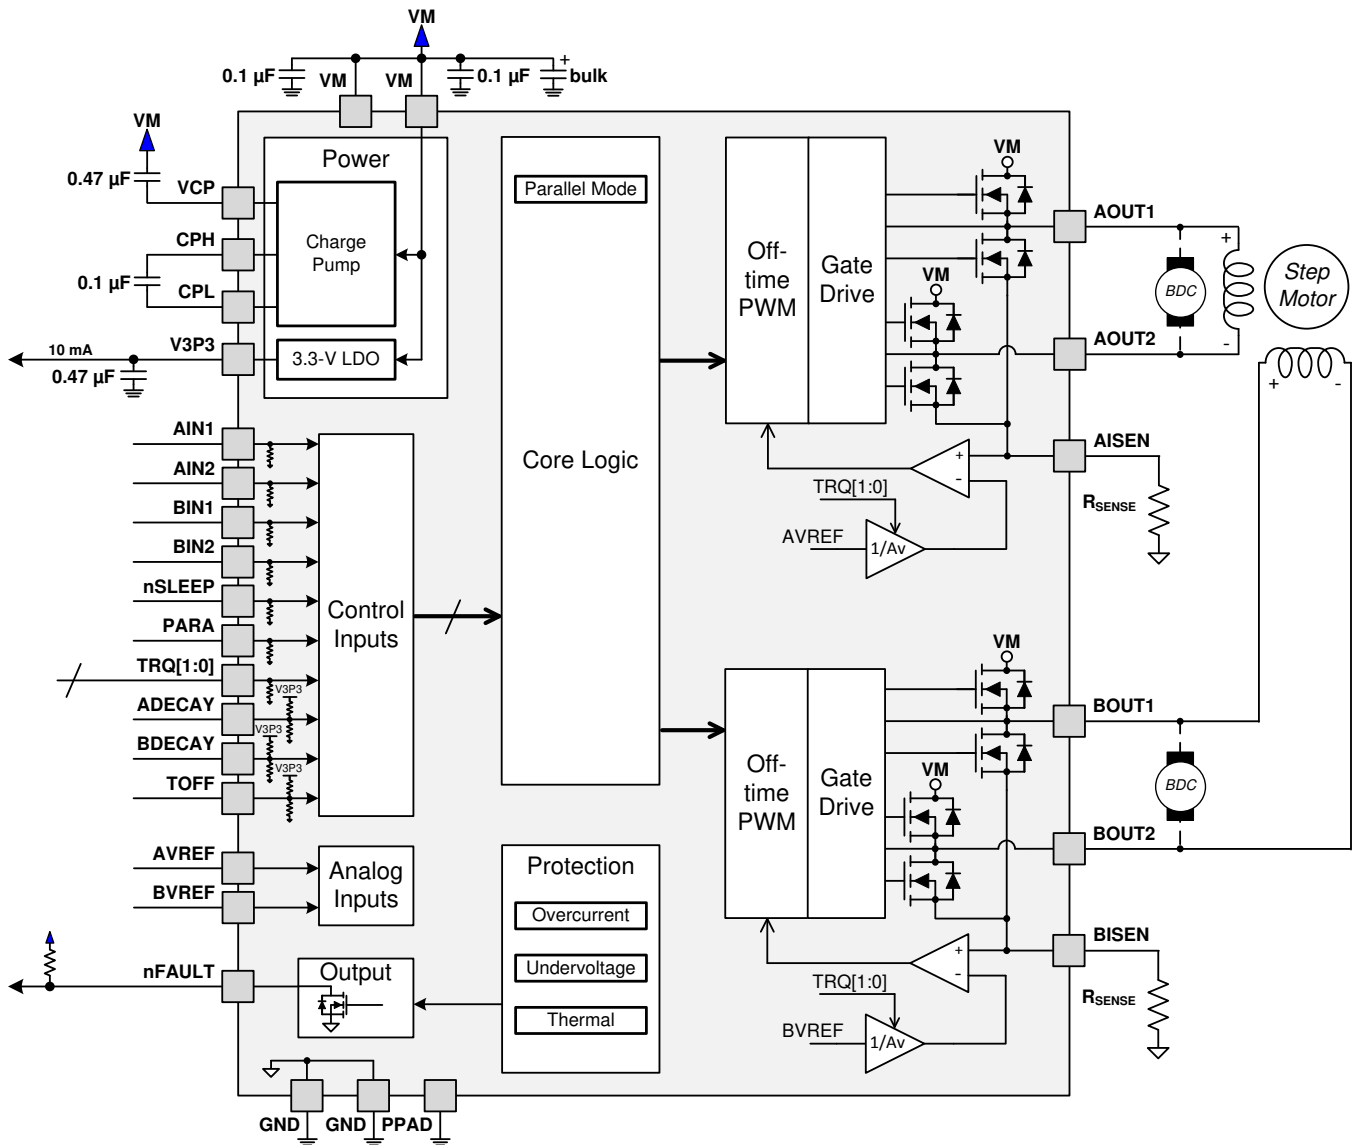 VM
0.1 µF
VM
VM
0.1 µF
+
bulk
VM
0.47 µF
VCP
CPH
0.1 µF
CPL
V3P3
10 mA
0.47 µF
Power
Charge
Pump
3.3-V LDO
AIN1
AIN2
BIN1
BIN2
nSLEEP
PARA
TRQ[1:0]
ADECAY
BDECAY
TOFF
V3P3
V3P3
V3P3
Control
Inputs
AVREF
BVREF
Analog
Inputs
nFAULT
Output
Parallel Mode
Core Logic
Protection
Overcurrent
Undervoltage
Thermal
Off-
time
PWM
Gate
Drive
VM
VM
AOUT1
AOUT2
BDC
+
-
Step
Motor
+
-
AISEN
RSENSE
+
-
TRQ[1:0]
AVREF
1/Av
Off-
time
PWM
Gate
Drive
VM
VM
BOUT1
BOUT2
BDC
BISEN
RSENSE
+
-
TRQ[1:0]
BVREF
1/Av
GND
GND
PPAD